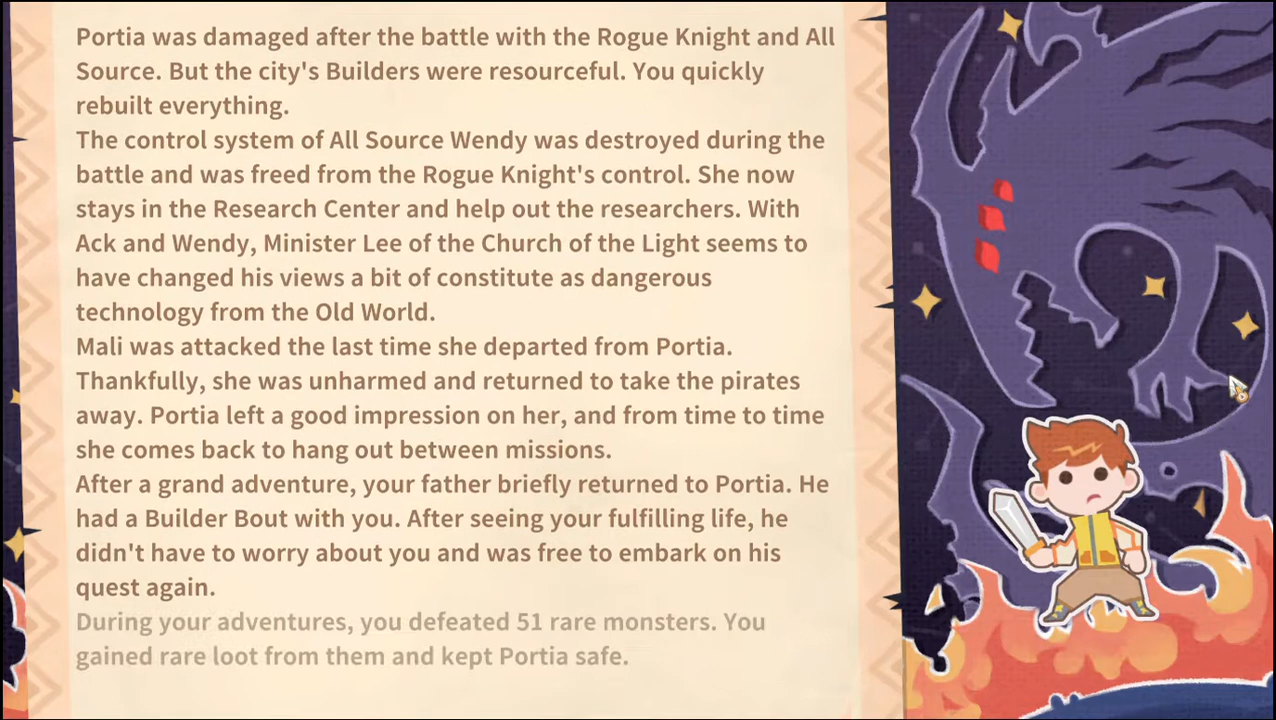 Portia was damaged after the battle with the Rogue Knight and All
Source. But the city's Builders were resourceful. You quickly
rebuilt everything.
The control system of All Source Wendy was destroyed during the
battle and was freed from the Rogue Knight's control. She now
stays in the Research Center and help out the researchers. With
Ack and Wendy, Minister Lee of the Church of the Light seems to
have changed his views a bit of constitute as dangerous
technology from the Old World.
Mali was attacked the last time she departed from Portia.
Thankfully, she was unharmed and returned to take the pirates
away. Portia left a good impression on her, and from time to time
she comes back to hang out between missions.
After a grand adventure, your father briefly returned to Portia. He
had a Builder Bout with you. After seeing your fulfilling life, he
didn't have to worry about you and was free to embark on his
quest again.
During your adventures, you defeated 51 rare monsters. You
gained rare loot from them and kept Portia safe.